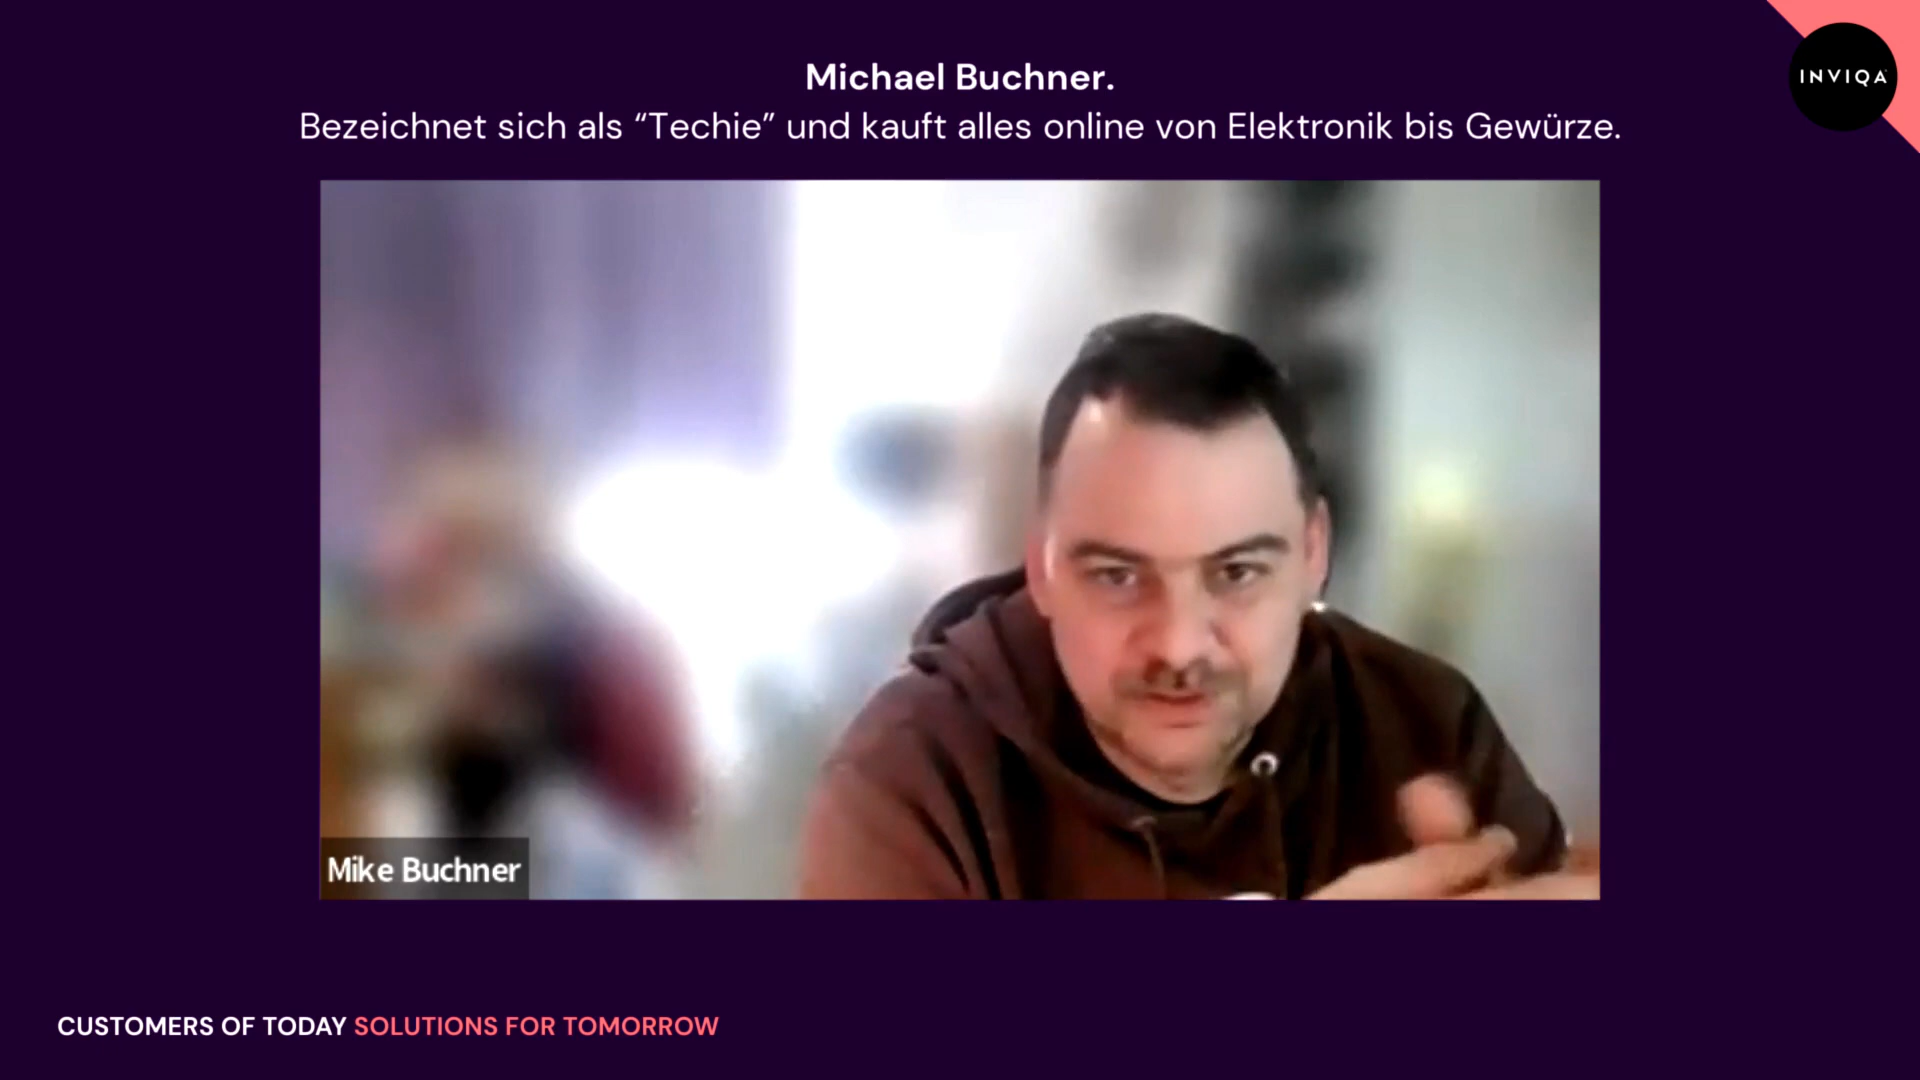 Michael Buchner.
Bezeichnet sich als “Techie” und kauft alles online von Elektronik bis Gewürze.
INVIQA
Mike Buchner
CUSTOMERS OF TODAY SOLUTIONS FOR TOMORROW